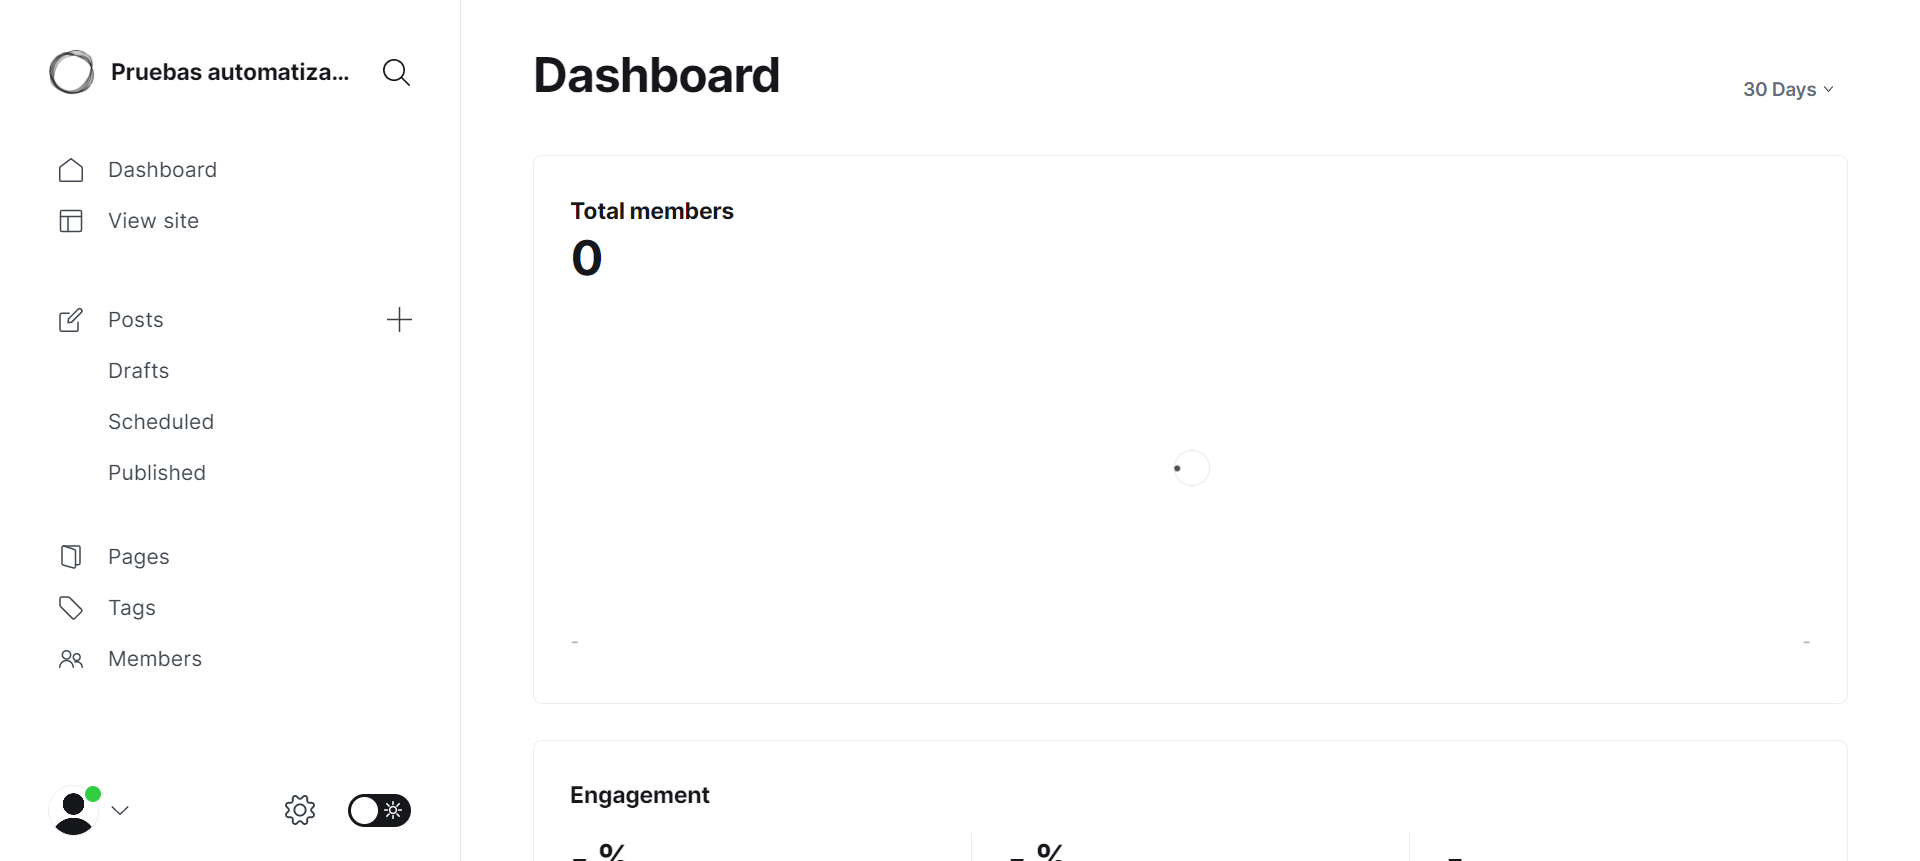 Pruebas automatiza...
Dashboard
View site
Posts
Drafts
Scheduled
Published
Pages
Tags
Members
Dashboard
30 Days
Total members
0
-
-
Engagement
- %
- %
-